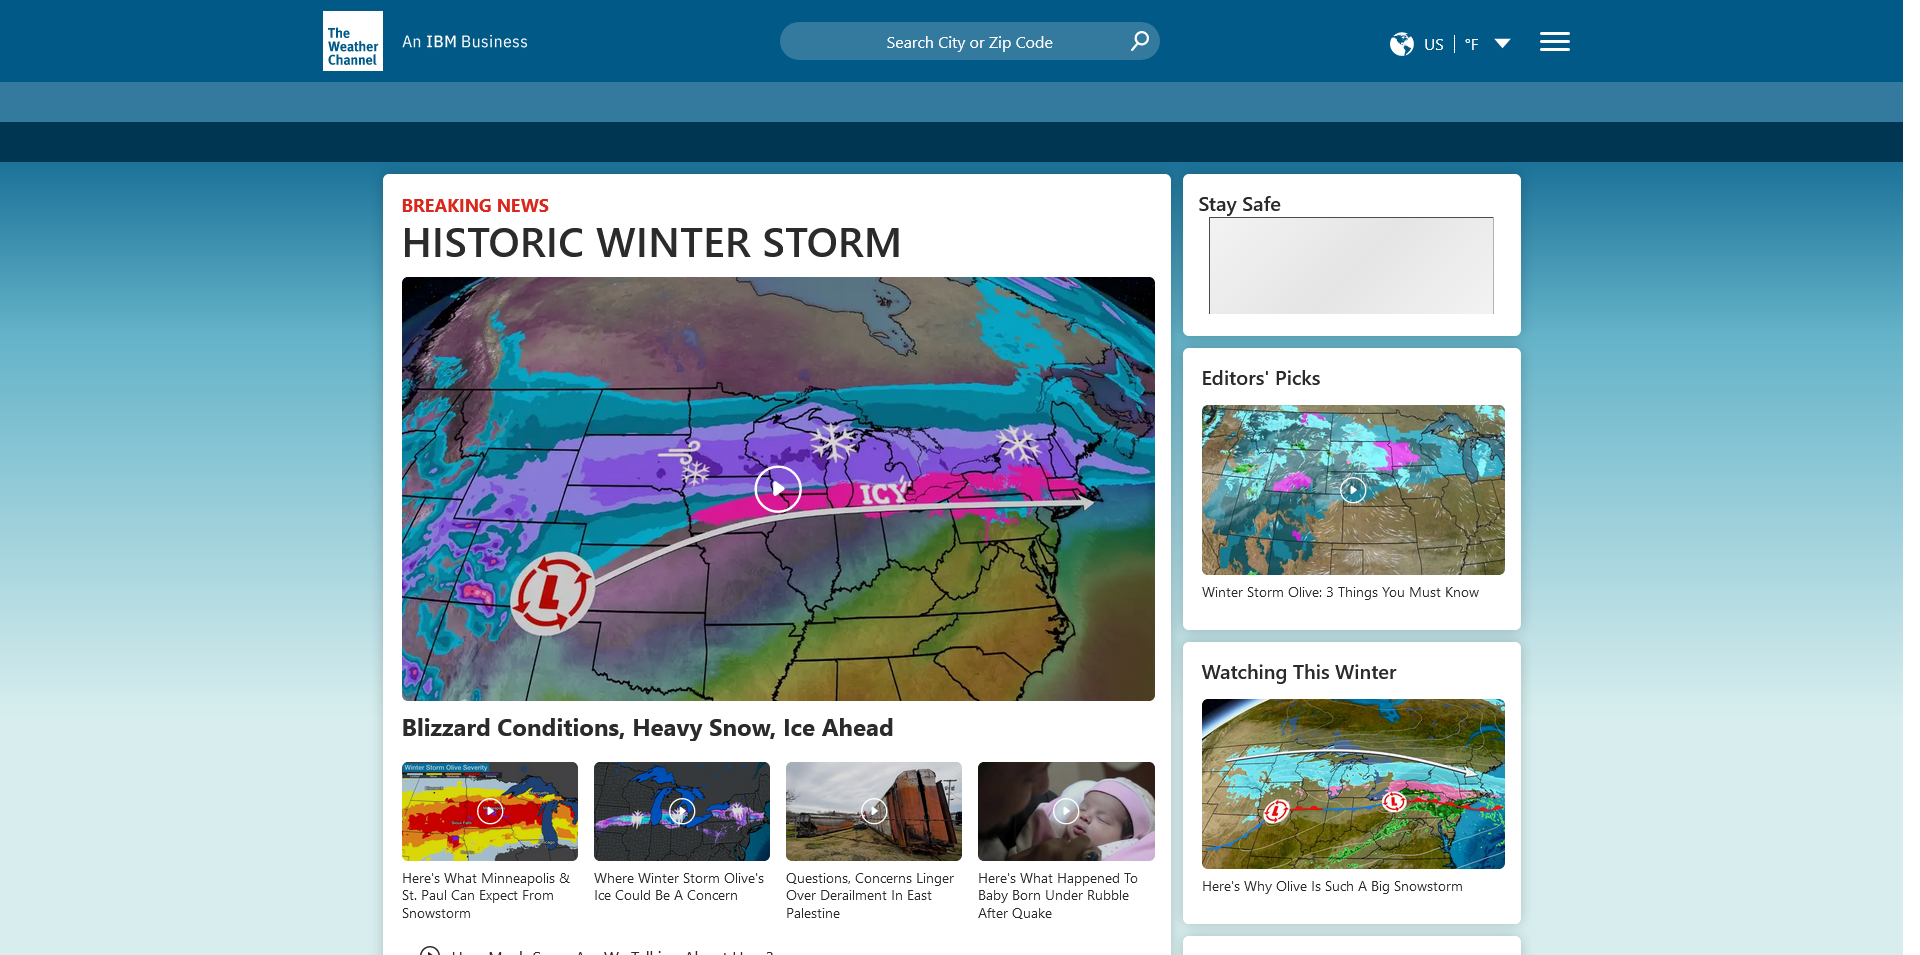 The
Weather
Channel
An IBM Business
Search City or Zip Code
US
°F
BREAKING NEWS
HISTORIC WINTER STORM
ICY
L
Blizzard Conditions, Heavy Snow, Ice Ahead
Winter Storm Olive Severity
Here's What Minneapolis &
St. Paul Can Expect From
Snowstorm
Where Winter Storm Olive's
Ice Could Be A Concern
Questions, Concerns Linger
Over Derailment In East
Palestine
Here's What Happened To
Baby Born Under Rubble
After Quake
Stay Safe
Editors' Picks
Winter Storm Olive: 3 Things You Must Know
Watching This Winter
L
L
Here's Why Olive Is Such A Big Snowstorm